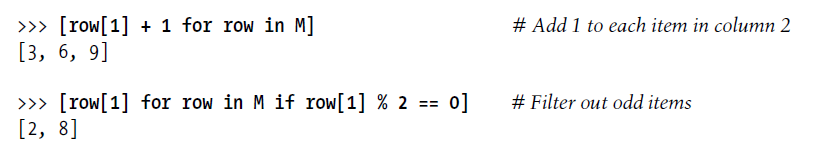 >>> [row[1] + 1 for row in M] # Add 1 to each item in column 2
[3, 6, 9]
>>> [row[1] for row in M if row[1] % 2 == 0] # Filter out odd items
[2, 8]